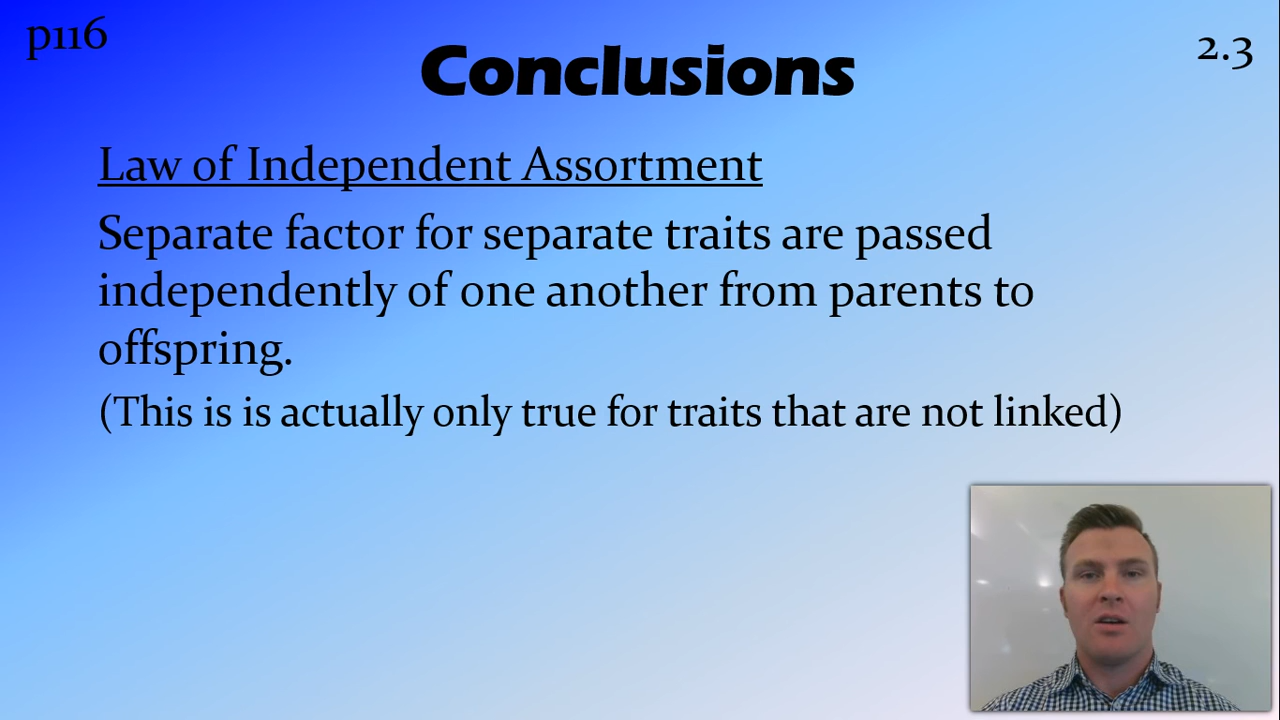 p116
2.3
Conclusions
Law of Independent Assortment
Separate factor for separate traits are passed
independently of one another from parents to
offspring.
(This is is actually only true for traits that are not linked)